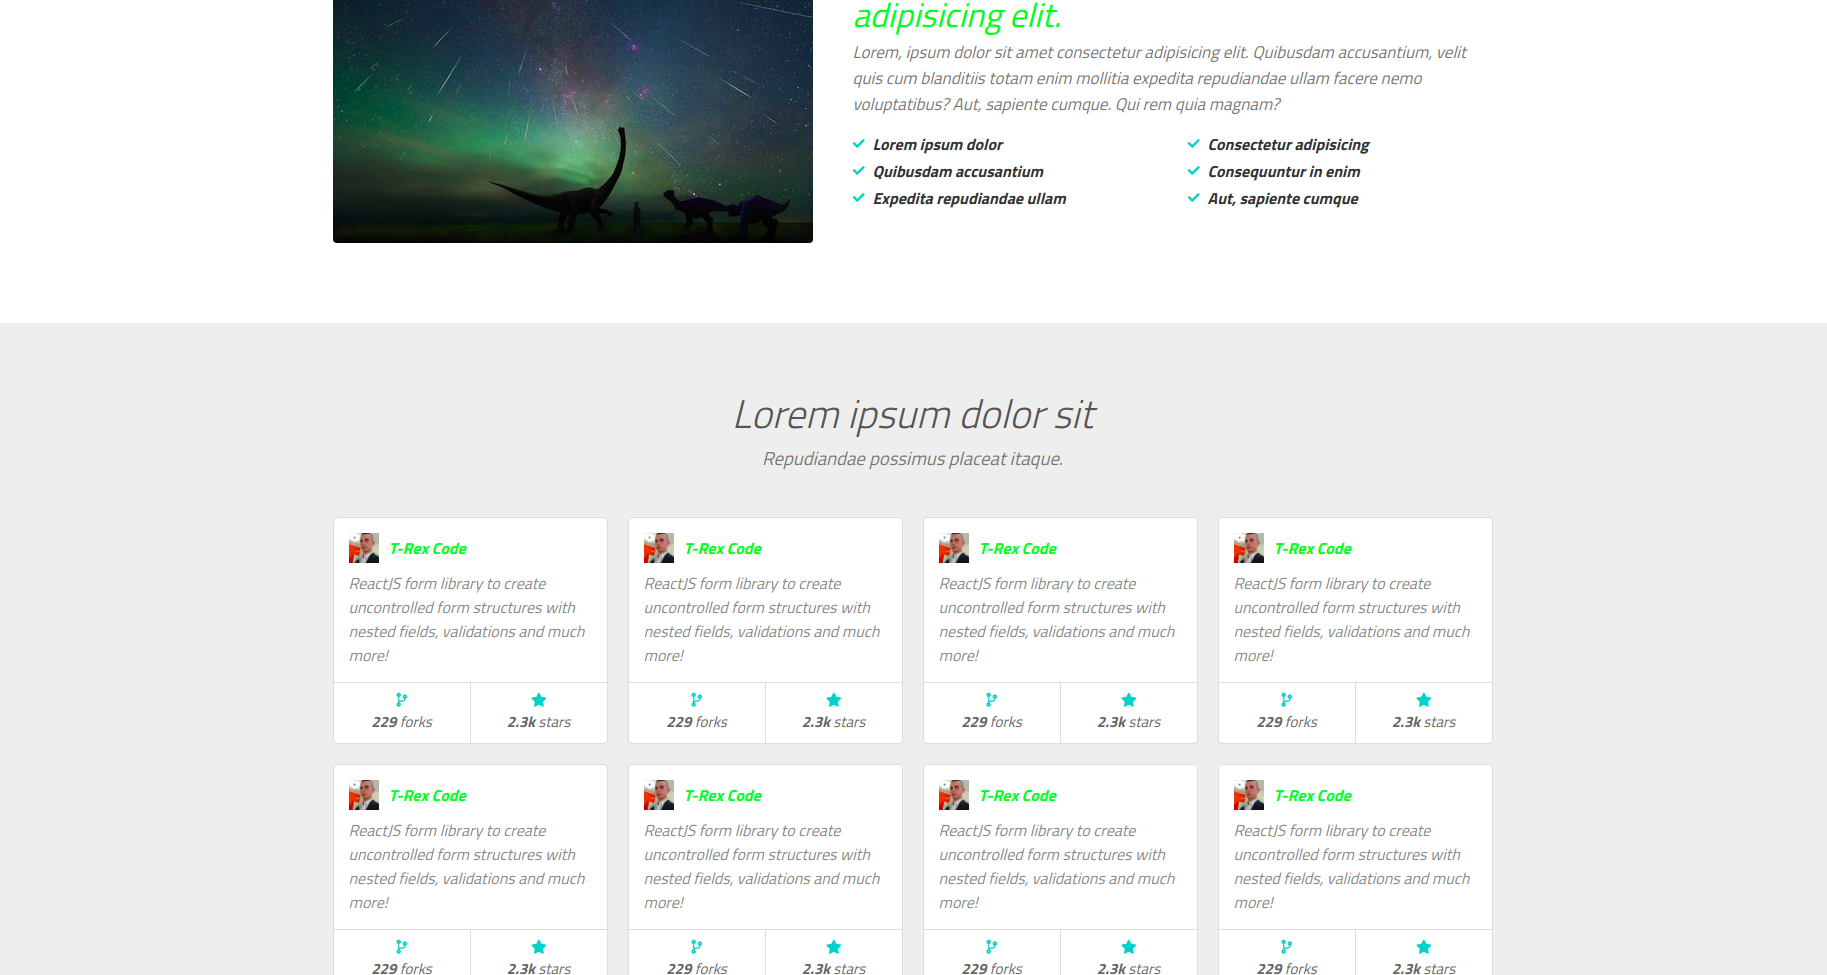 adipisicing elit.
Lorem, ipsum dolor sit amet consectetur adipisicing elit. Quibusdam accusantium, velit
quis cum blanditiis totam enim mollitia expedita repudiandae ullam facere nemo
voluptatibus? Aut, sapiente cumque. Qui rem quia magnam?
Lorem ipsum dolor
Consectetur adipisicing
Quibusdam accusantium
Consequuntur in enim
Expedita repudiandae ullam
Aut, sapiente cumque
Lorem ipsum dolor sit
Repudiandae possimus placeat itaque.
T-Rex Code
ReactJS form library to create
uncontrolled form structures with
nested fields, validations and much
more!
229 forks
2.3k stars
T-Rex Code
ReactJS form library to create
uncontrolled form structures with
nested fields, validations and much
more!
229 forks
2.3k stars
T-Rex Code
ReactJS form library to create
uncontrolled form structures with
nested fields, validations and much
more!
229 forks
2.3k stars
T-Rex Code
ReactJS form library to create
uncontrolled form structures with
nested fields, validations and much
more!
229 forks
2.3k stars
T-Rex Code
ReactJS form library to create
uncontrolled form structures with
nested fields, validations and much
more!
229 forks
2.3k stars
T-Rex Code
ReactJS form library to create
uncontrolled form structures with
nested fields, validations and much
more!
229 forks
2.3k stars
T-Rex Code
ReactJS form library to create
uncontrolled form structures with
nested fields, validations and much
more!
229 forks
2.3k stars
T-Rex Code
ReactJS form library to create
uncontrolled form structures with
nested fields, validations and much
more!
229 forks
2.3k stars